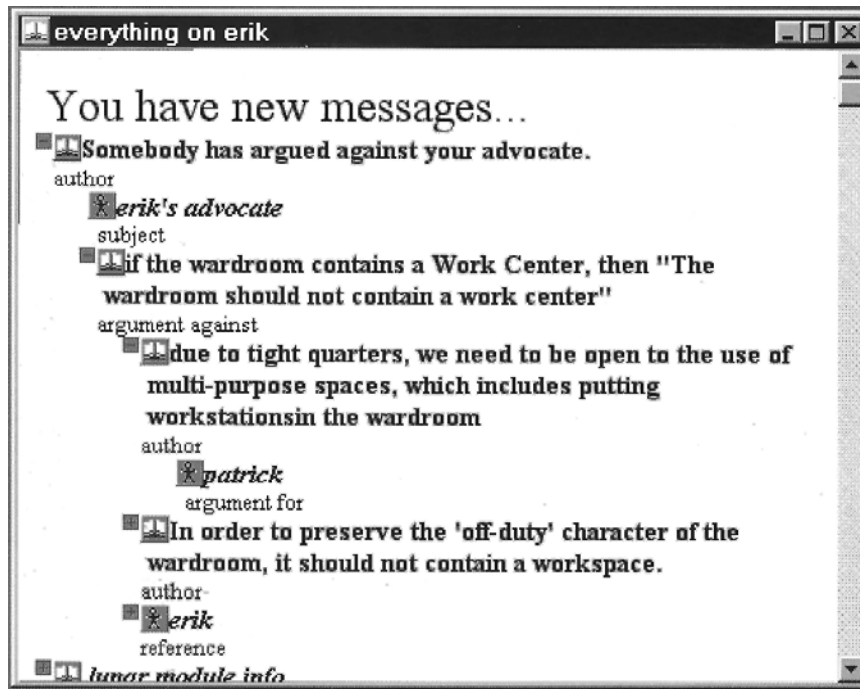 everything on erik
You have new messages...
Somebody has argued against your advocate.
author
erik's advocate
subject
if the wardroom contains a Work Center, then "The
wardroom should not contain a work center"
argument against
due to tight quarters, we need to be open to the use of
multi-purpose spaces, which includes putting
workstationsin the wardroom
author
patrick
argument for
In order to preserve the 'off-duty' character of the
wardroom, it should not contain a workspace.
author
erik
reference
lunar module info